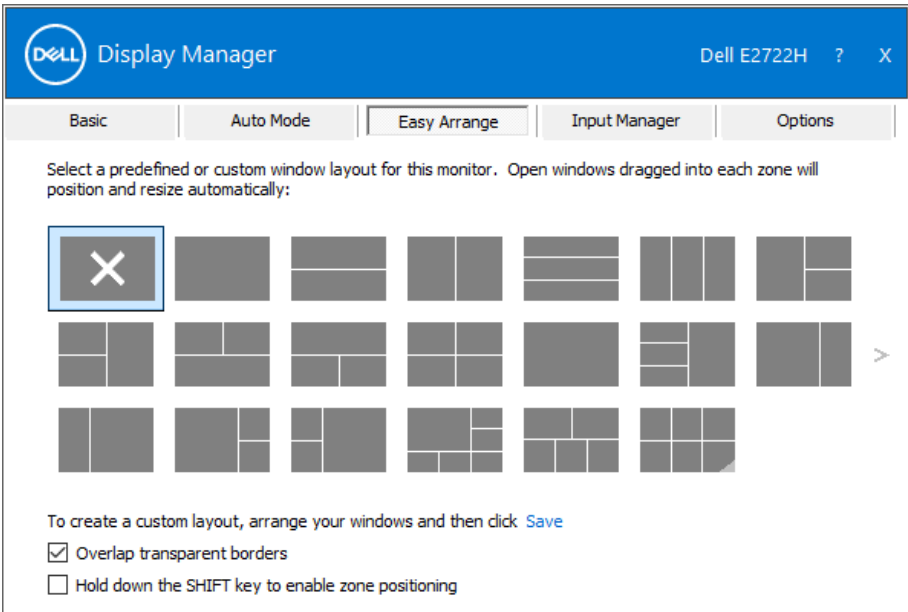 DELL Display Manager Dell E2722H ? X
Basic Auto Mode Easy Arrange Input Manager Options
Select a predefined or custom window layout for this monitor. Open windows dragged into each zone will
position and resize automatically:
>
To create a custom layout, arrange your windows and then click Save
Overlap transparent borders
Hold down the SHIFT key to enable zone positioning